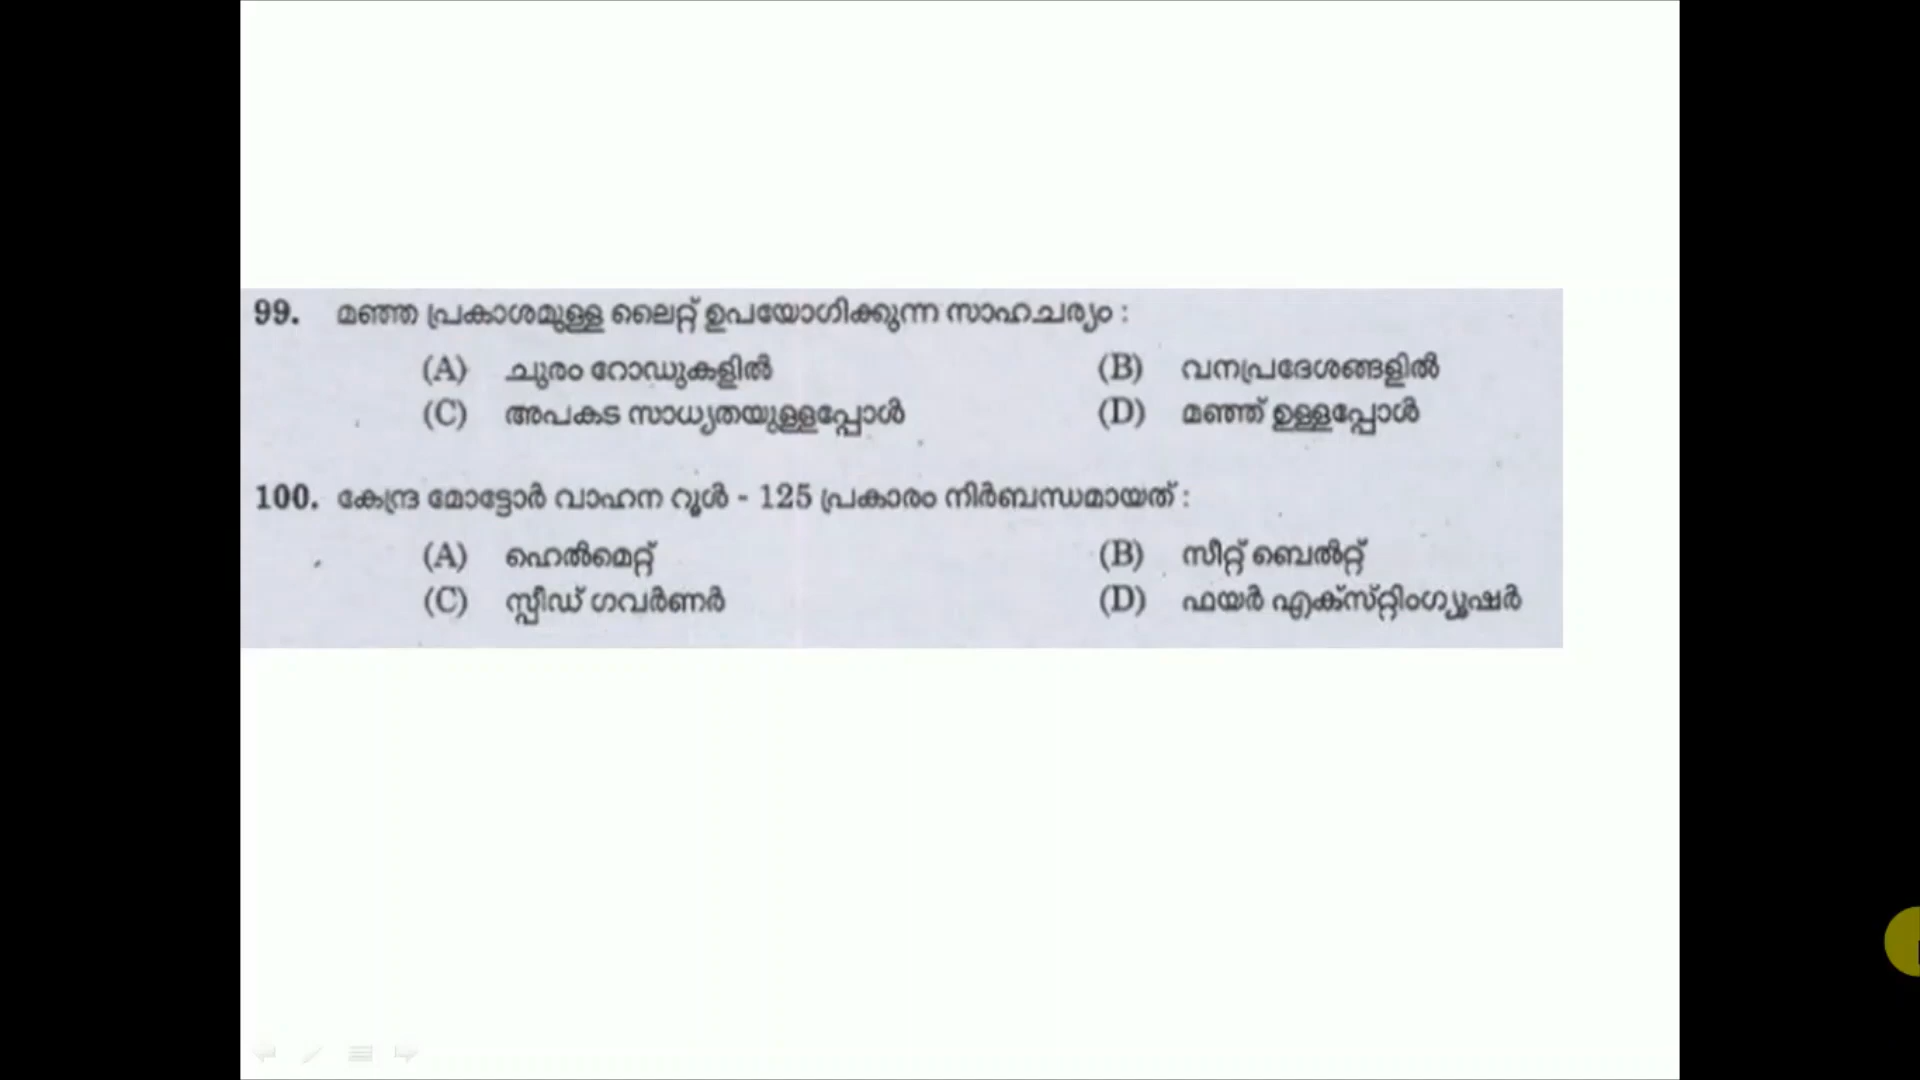 99. മഞ്ഞ പ്രകാശമുള്ള ലൈറ്റ് ഉപയോഗിക്കുന്ന സാഹചര്യം :
(A) ചുരം റോഡുകളിൽ (B) വനപ്രദേശങ്ങളിൽ
(C) അപകട സാധ്യതയുള്ളപ്പോൾ (D) മഞ്ഞ് ഉള്ളപ്പോൾ
100. കേന്ദ്ര മോട്ടോർ വാഹന റൂൾ - 125 പ്രകാരം നിർബന്ധമായത് :
(A) ഹെൽമെറ്റ് (B) സീറ്റ് ബെൽറ്റ്
(C) സ്പീഡ് ഗവർണർ (D) ഫയർ എക്സ്റ്റിംഗ്യൂഷർ